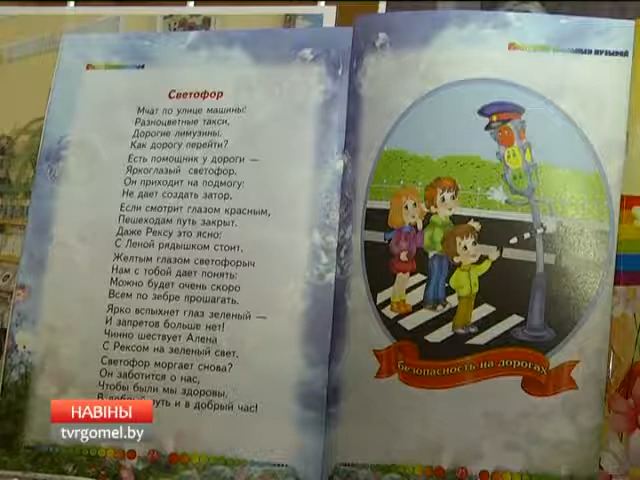 Светофор
Мчат по улице машины:
Разноцветные такси,
Дорогие лимузины.
Как дорогу перейти?
Есть помощник у дороги —
Яркоглазый светофор.
Он приходит на подмогу:
Не дает создать затор.
Если смотрит глазом красным,
Пешеходам путь закрыт.
Даже Рексу это ясно:
С Леной рядышком стоит.
Желтым глазом светофорыч
Нам с тобой дает понять:
Можно будет очень скоро
Всем по зебре прошагать.
Ярко вспыхнет глаз зеленый —
И запретов больше нет!
Чинно шествует Алена
С Рексом на зеленый свет.
Светофор моргает снова?
Он заботится о нас,
Чтобы были мы здоровы,
В добрый путь и в добрый час!
безопасность на дорогах
НАВІНЫ
tvrgomel.by